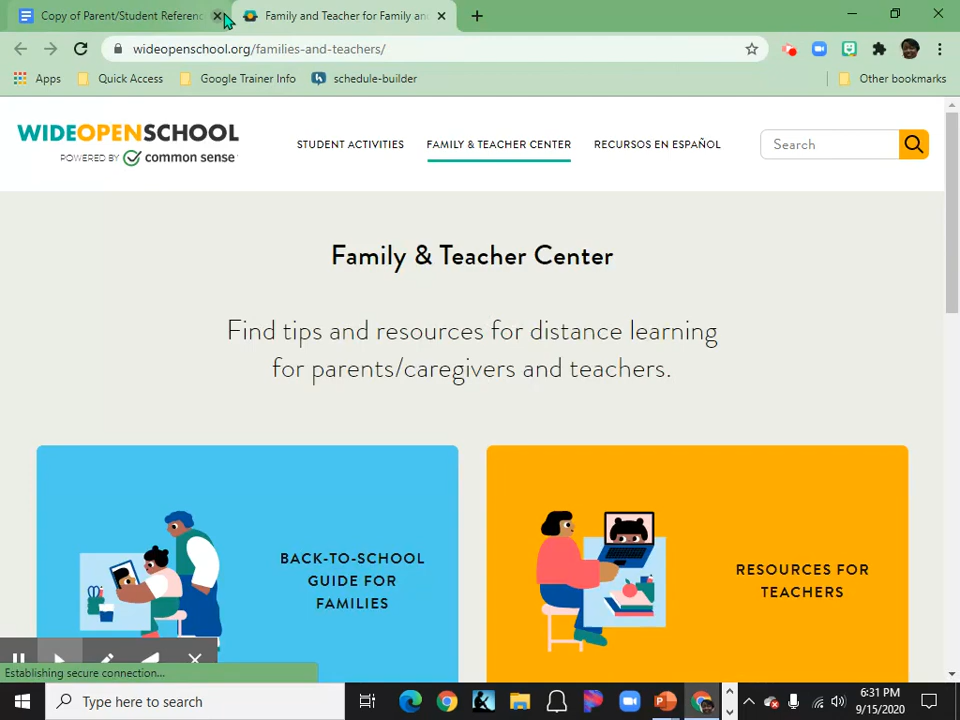 Copy of Parent/Student Referenc
Family and Teacher for Family an
wideopenschool.org/families-and-teachers/
Apps
Quick Access
Google Trainer Info
schedule-builder
Other bookmarks
WIDEOPENSCHOOL
POWERED BY common sense
STUDENT ACTIVITIES
FAMILY & TEACHER CENTER
RECURSOS EN ESPAÑOL
Search
Family & Teacher Center
Find tips and resources for distance learning
for parents/caregivers and teachers.
BACK-TO-SCHOOL
GUIDE FOR
FAMILIES
RESOURCES FOR
TEACHERS
Establishing secure connection...
Type here to search
6:31 PM
9/15/2020